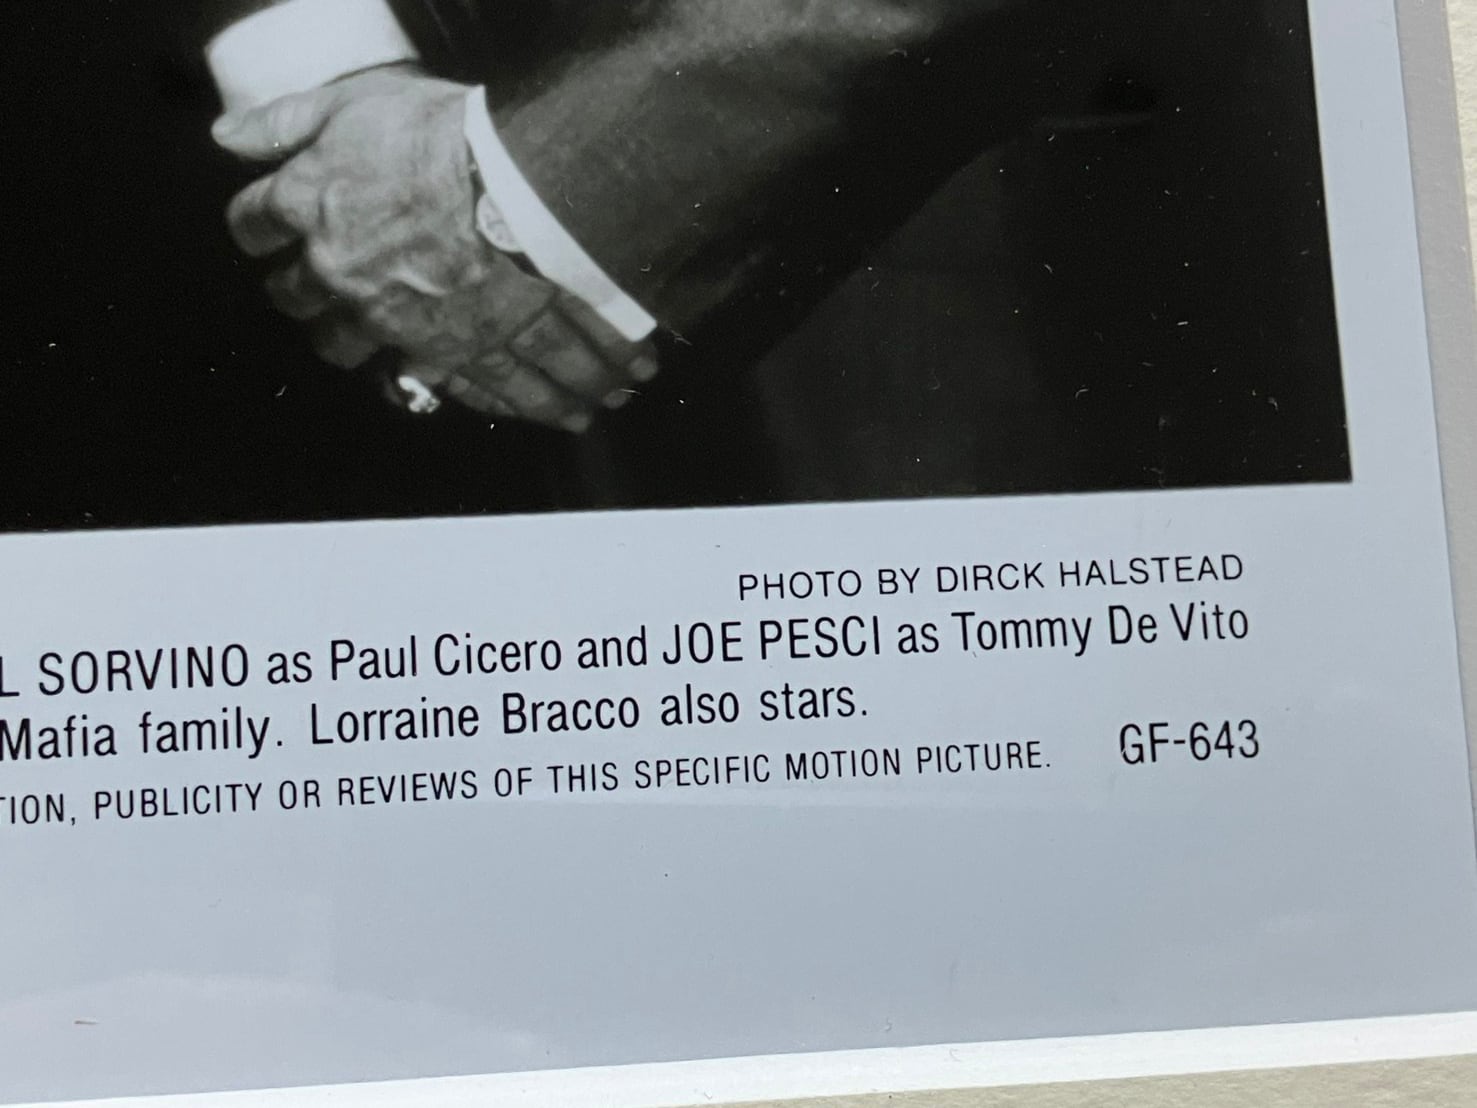 PHOTO BY DIRCK HALSTEAD
L SORVINO as Paul Cicero and JOE PESCI as Tommy De Vito
Mafia family. Lorraine Bracco also stars.
TION, PUBLICITY OR REVIEWS OF THIS SPECIFIC MOTION PICTURE. GF-643